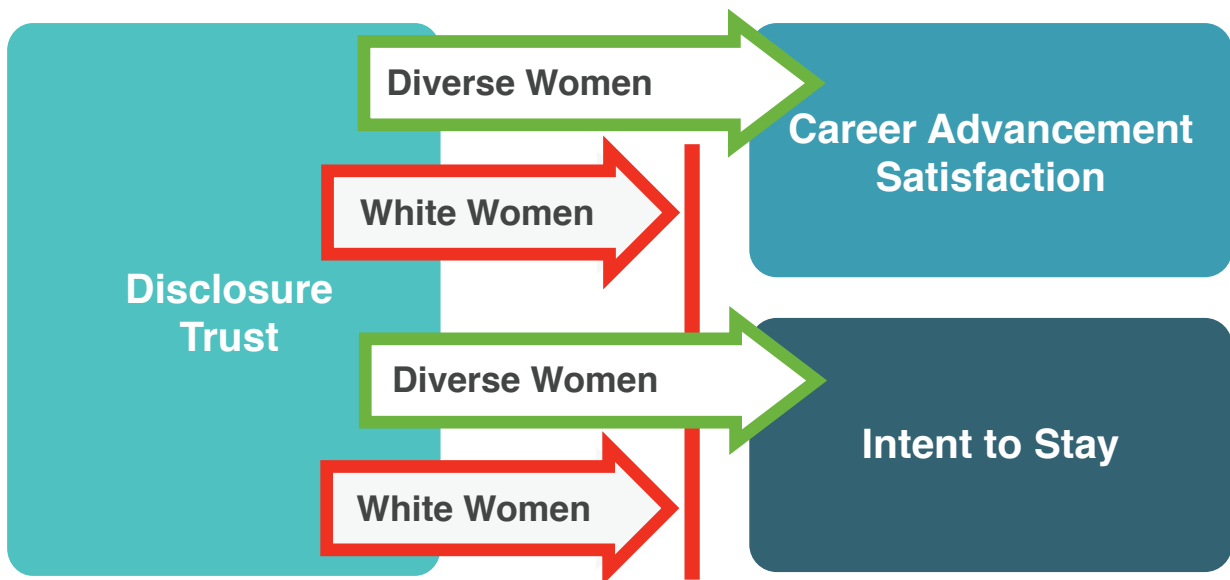 Diverse Women
Career Advancement
Satisfaction
White Women
Disclosure
Trust
Diverse Women
Intent to Stay
White Women